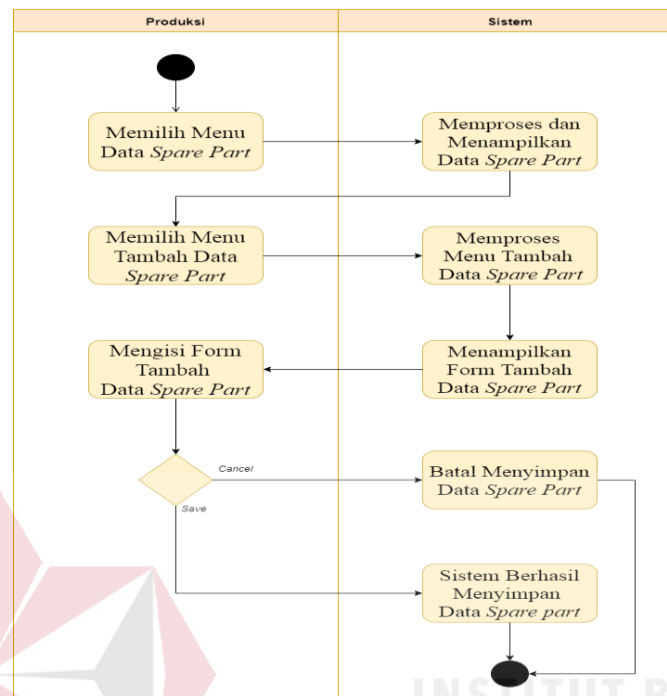 Produksi
Sistem
Memilih Menu
Data Spare Part
Memproses dan
Menampilkan
Data Spare Part
Memilih Menu
Tambah Data
Spare Part
Memproses
Menu Tambah
Data Spare Part
Mengisi Form
Tambah
Data Spare Part
Menampilkan
Form Tambah
Data Spare Part
Cancel
Batal Menyimpan
Data Spare Part
Save
Sistem Berhasil
Menyimpan
Data Spare part
INSTITUT